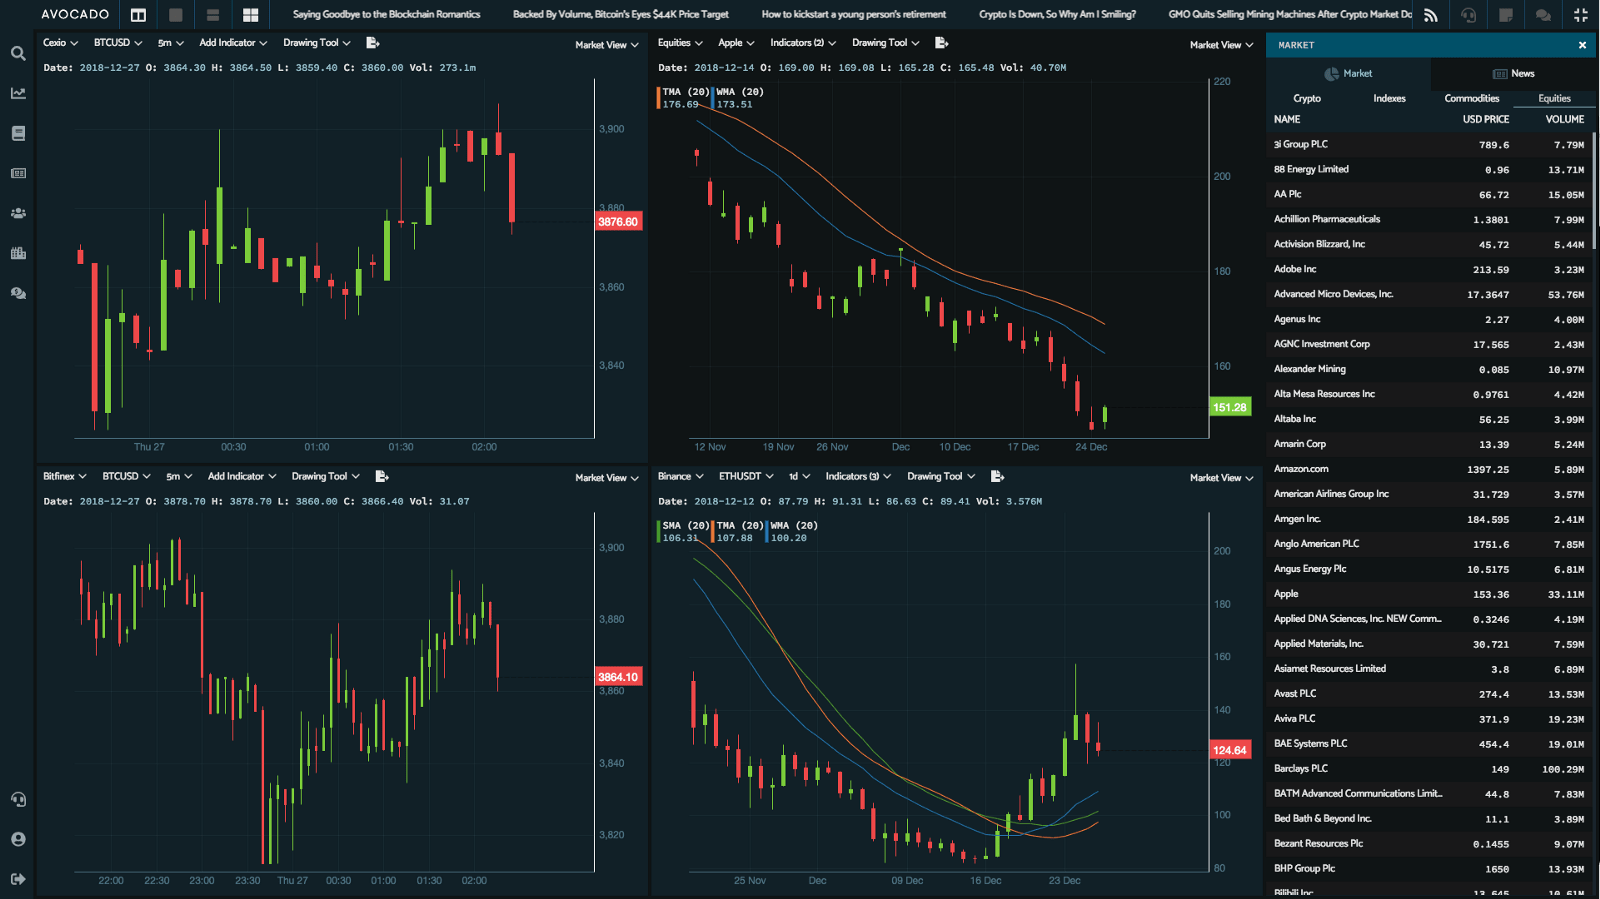 AVOCADO
Saying Goodbye to the Blockchain Romantics
Backed By Volume, Bitcoin's Eyes $4.4K Price Target
How to kickstart a young person's retirement
Crypto Is Down, So Why Am I Smiling?
GMO Quits Selling Mining Machines After Crypto Market Do
Cexio BTCUSD 5m Add Indicator Drawing Tool Market View
Date: 2018-12-27 O: 3864.30 H: 3864.50 L: 3859.40 C: 3860.00 Vol: 273.1m
3,900
3,880
3876.60
3,860
3,840
Thu 27 00:30 01:00 01:30 02:00
Equities Apple Indicators (2) Drawing Tool Market View
Date: 2018-12-14 O: 169.00 H: 169.08 L: 165.28 C: 165.48 Vol: 40.70M
TMA (20) WMA (20)
176.69 173.51
220
200
180
160
151.28
12 Nov 19 Nov 26 Nov Dec 10 Dec 17 Dec 24 Dec
Bitfinex BTCUSD 5m Add Indicator Drawing Tool Market View
Date: 2018-12-27 O: 3878.70 H: 3878.70 L: 3860.00 C: 3866.40 Vol: 31.07
3,900
3,880
3864.10
3,860
3,840
3,820
22:00 22:30 23:00 23:30 Thu 27 00:30 01:00 01:30 02:00
Binance ETHUSDT 1d Indicators (3) Drawing Tool Market View
Date: 2018-12-12 O: 87.79 H: 91.31 L: 86.63 C: 89.41 Vol: 3.576M
SMA (20) TMA (20) WMA (20)
106.31 107.88 100.20
200
180
160
140
124.64
120
100
80
25 Nov Dec 09 Dec 16 Dec 23 Dec
MARKET
Market News
Crypto Indexes Commodities Equities
NAME USD PRICE VOLUME
3i Group PLC 789.6 7.79M
88 Energy Limited 0.96 13.71M
AA Plc 66.72 15.05M
Achillion Pharmaceuticals 1.3801 7.99M
Activision Blizzard, Inc 45.72 5.44M
Adobe Inc 213.59 3.23M
Advanced Micro Devices, Inc. 17.3647 53.76M
Agenus Inc 2.27 4.00M
AGNC Investment Corp 17.565 2.43M
Alexander Mining 0.085 10.97M
Alta Mesa Resources Inc 0.9761 4.42M
Altaba Inc 56.25 3.99M
Amarin Corp 13.39 5.24M
Amazon.com 1397.25 5.89M
American Airlines Group Inc 31.729 3.57M
Amgen Inc. 184.595 2.41M
Anglo American PLC 1751.6 7.85M
Angus Energy Plc 10.5175 6.81M
Apple 153.36 33.11M
Applied DNA Sciences, Inc. NEW Comm... 0.3246 4.19M
Applied Materials, Inc. 30.721 7.59M
Asiamet Resources Limited 3.8 6.89M
Avast PLC 274.4 13.53M
Aviva PLC 371.9 19.23M
BAE Systems PLC 454.4 19.01M
Barclays PLC 149 100.29M
BATM Advanced Communications Limit... 44.8 7.83M
Bed Bath & Beyond Inc. 11.1 3.89M
Bezant Resources Plc 0.1455 9.07M
BHP Group Plc 1650 13.93M
Bilibili Inc 13.645 10.61M